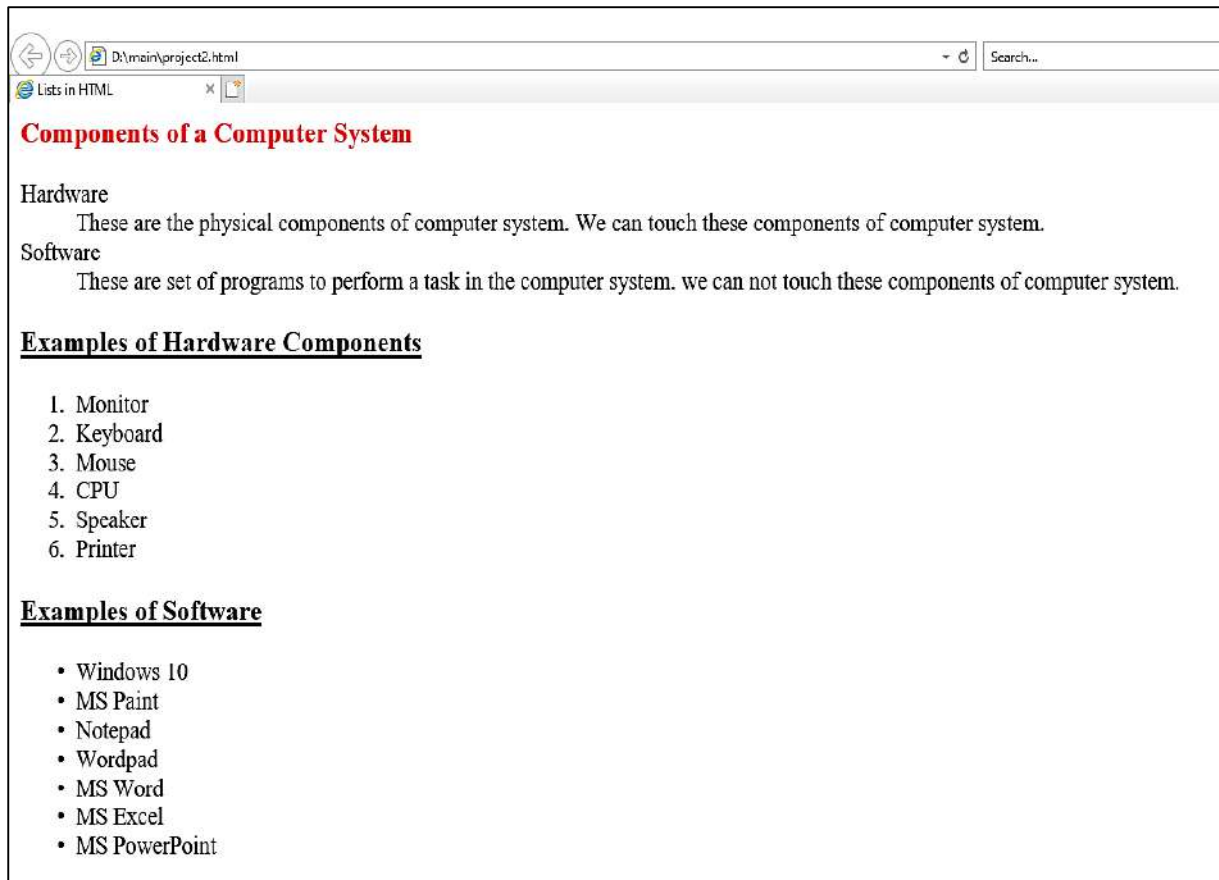 D:\main\project2.html
Search...
Lists in HTML
Components of a Computer System
Hardware
These are the physical components of computer system. We can touch these components of computer system.
Software
These are set of programs to perform a task in the computer system. we can not touch these components of computer system.
Examples of Hardware Components
1. Monitor
2. Keyboard
3. Mouse
4. CPU
5. Speaker
6. Printer
Examples of Software
• Windows 10
• MS Paint
• Notepad
• Wordpad
• MS Word
• MS Excel
• MS PowerPoint